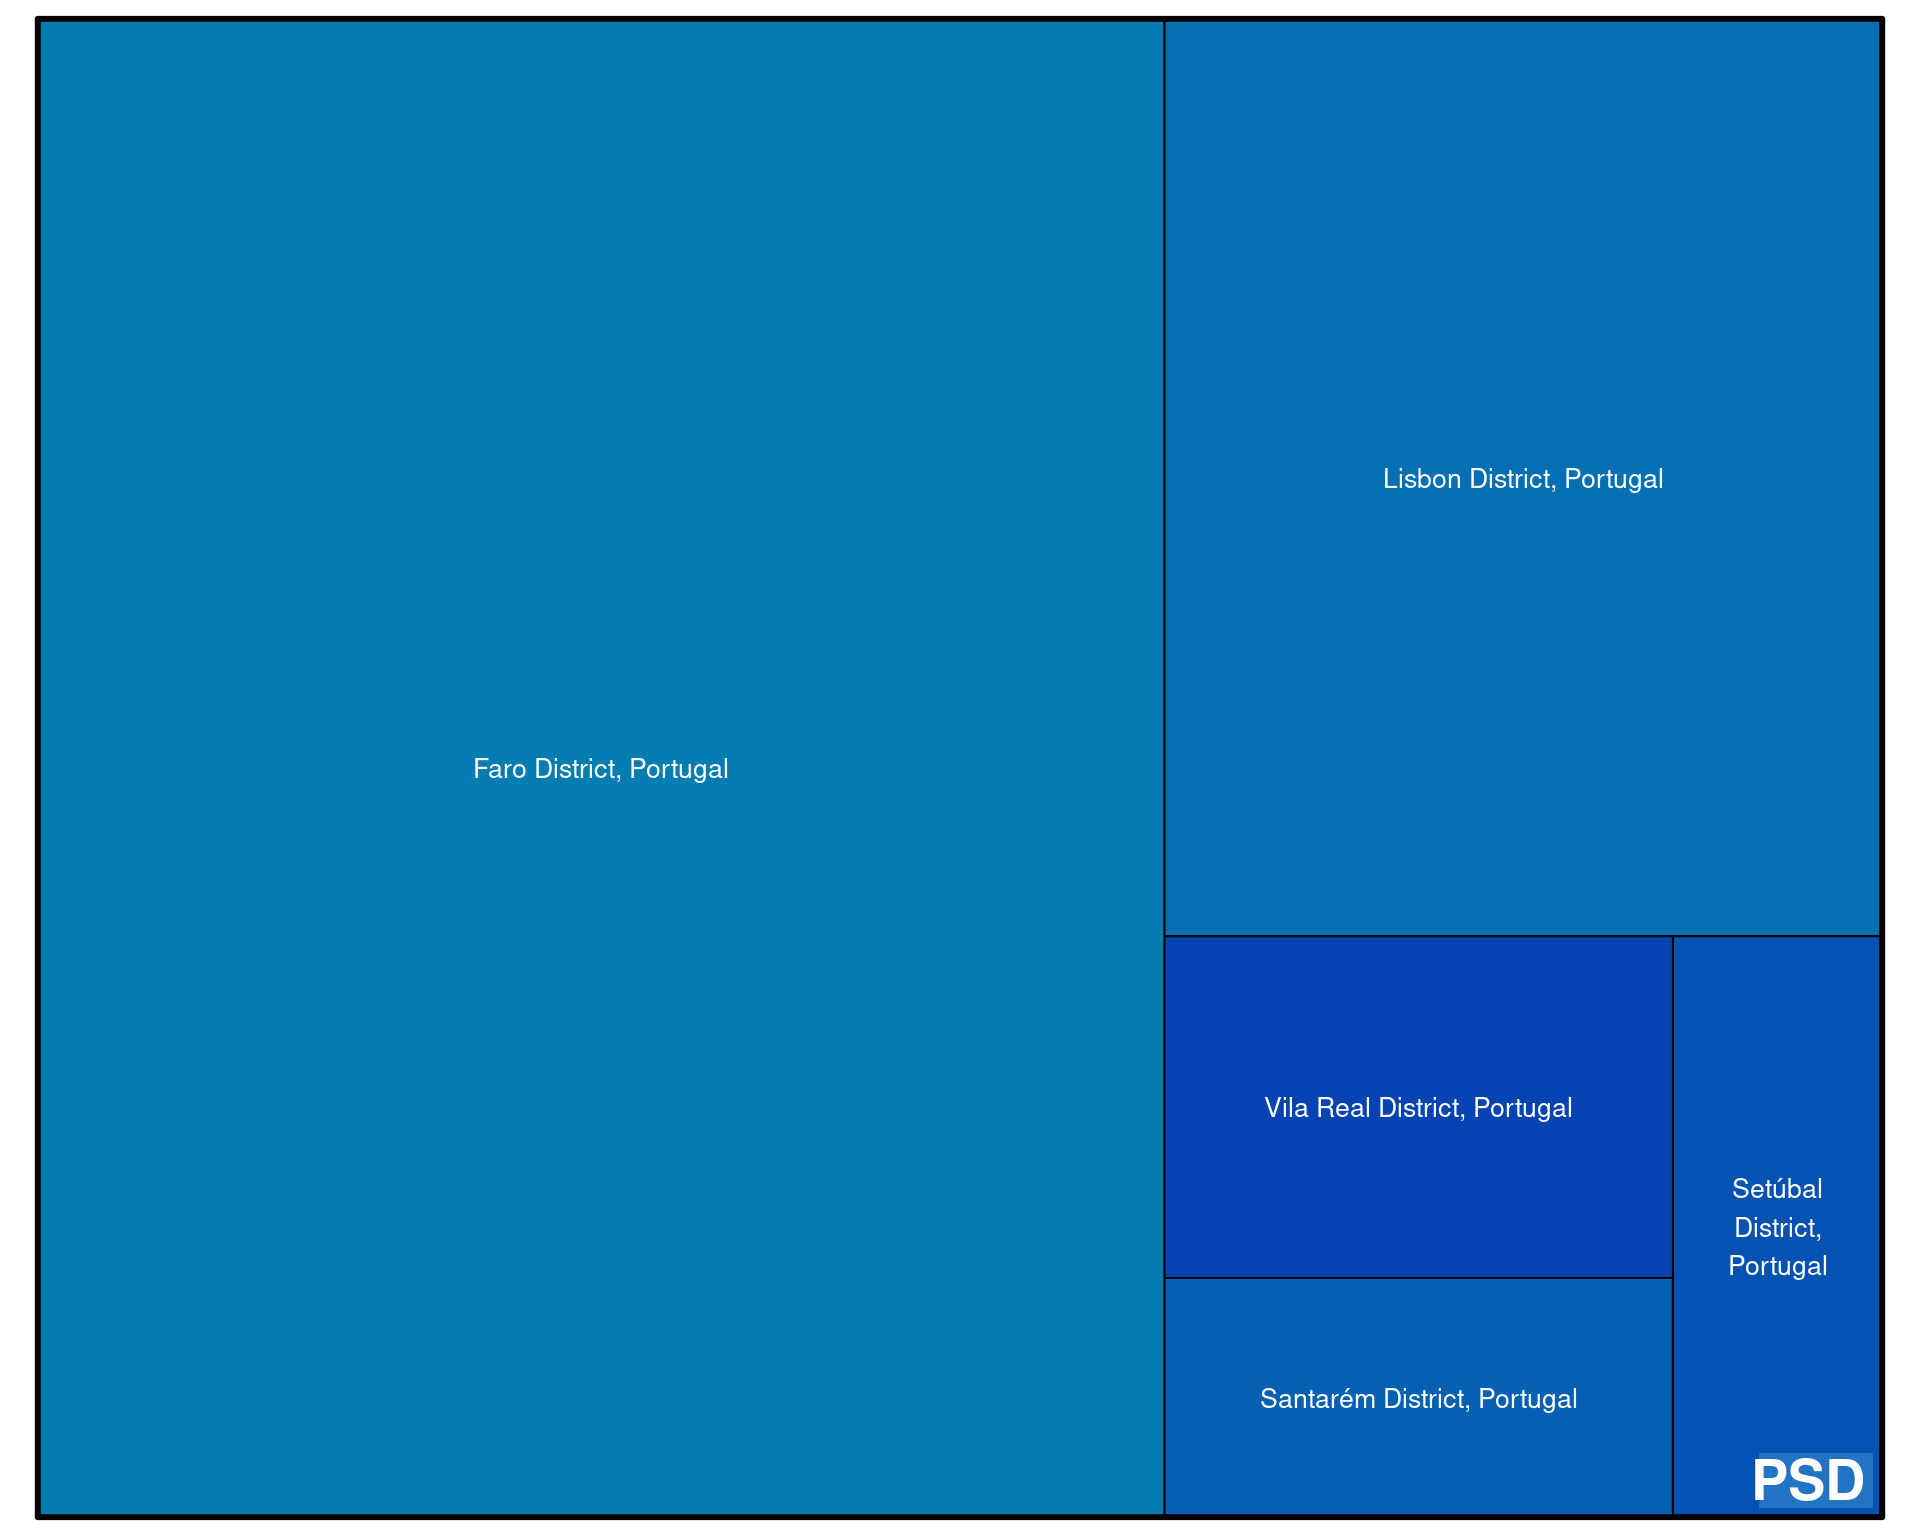 Faro District, Portugal
Lisbon District, Portugal
Vila Real District, Portugal
Setúbal
District,
Portugal
Santarém District, Portugal
PSD